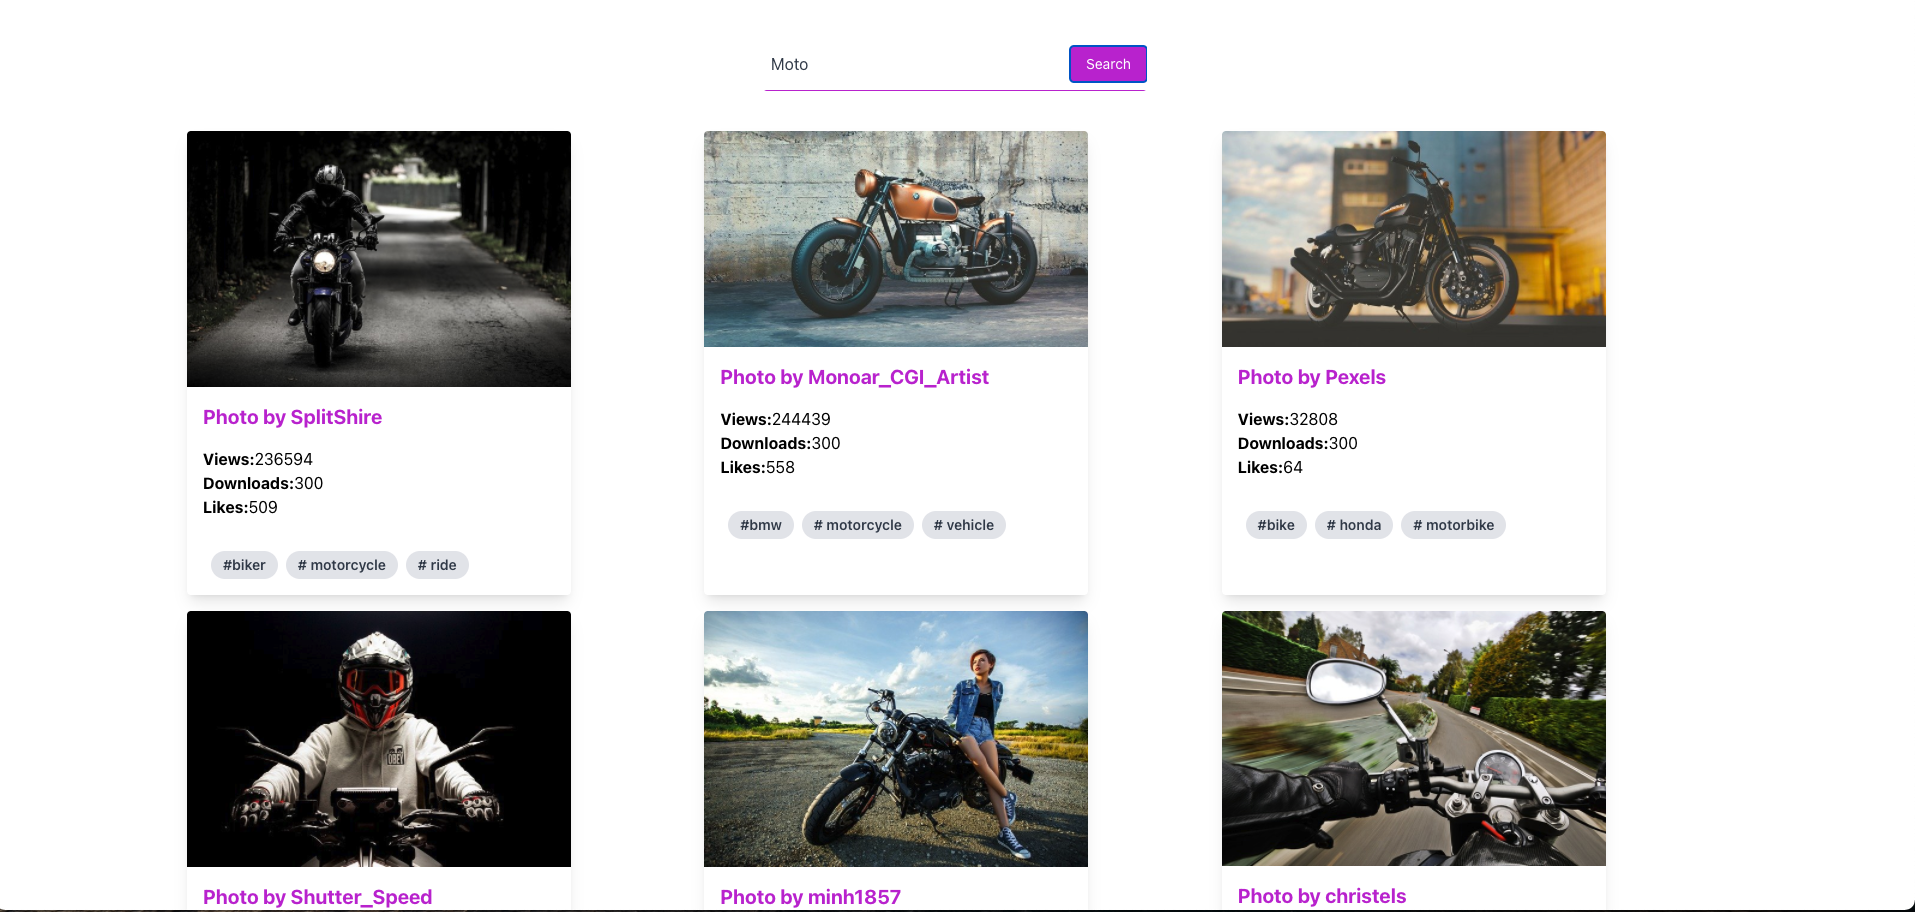 Moto
Search
Photo by SplitShire
Views:236594
Downloads:300
Likes:509
#biker
# motorcycle
# ride
Photo by Monoar_CGI_Artist
Views:244439
Downloads:300
Likes:558
#bmw
# motorcycle
# vehicle
Photo by Pexels
Views:32808
Downloads:300
Likes:64
#bike
# honda
# motorbike
OBEY
Photo by Shutter_Speed
Photo by minh1857
Photo by christels